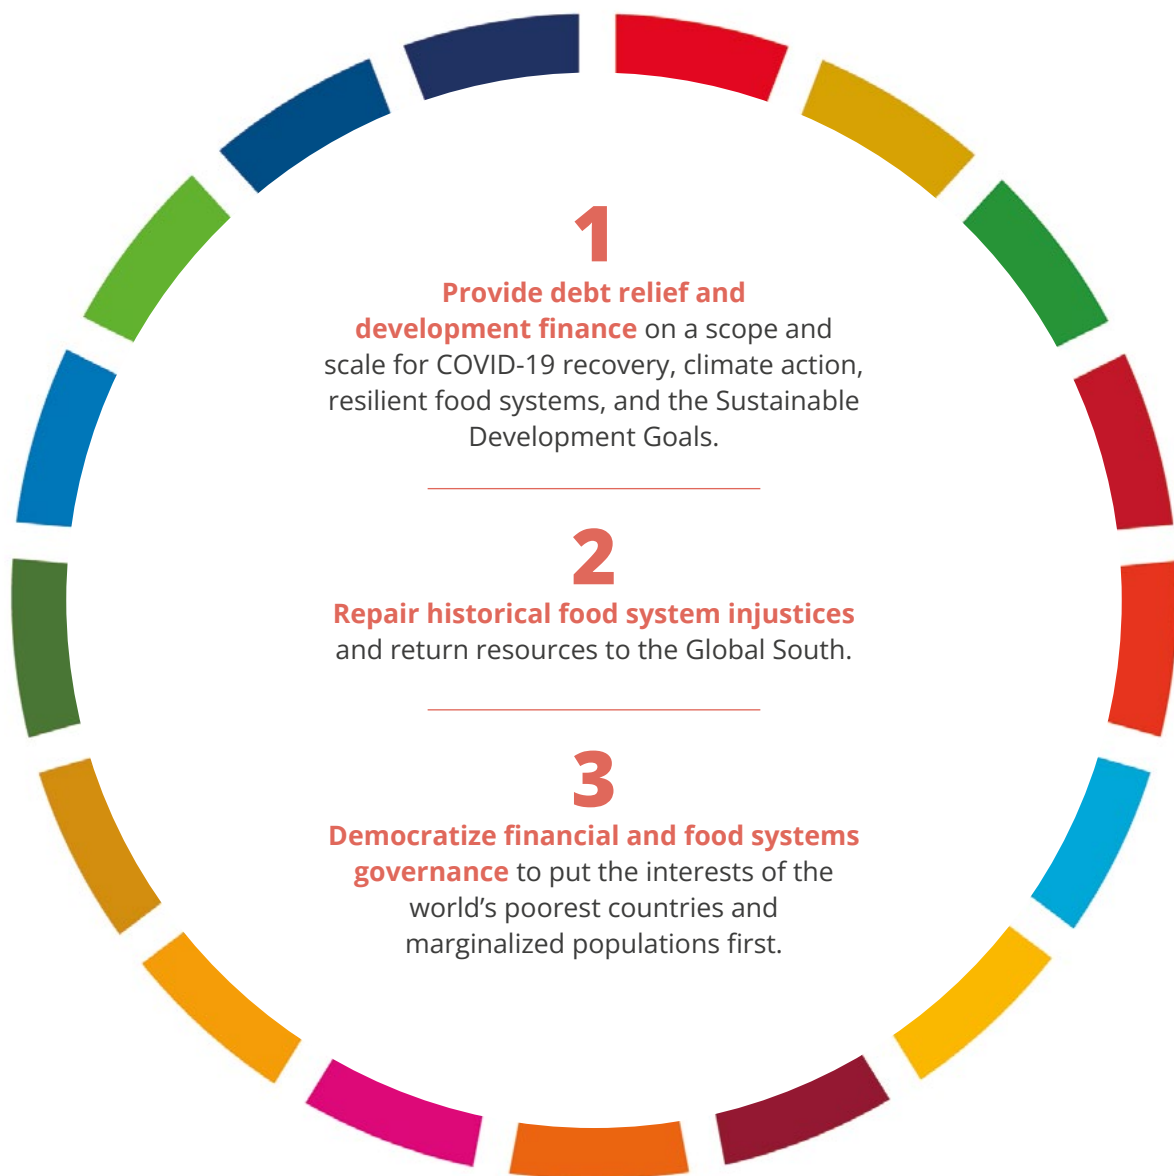 1
Provide debt relief and
development finance on a scope and
scale for COVID-19 recovery, climate action,
resilient food systems, and the Sustainable
Development Goals.
2
Repair historical food system injustices
and return resources to the Global South.
3
Democratize financial and food systems
governance to put the interests of the
world’s poorest countries and
marginalized populations first.